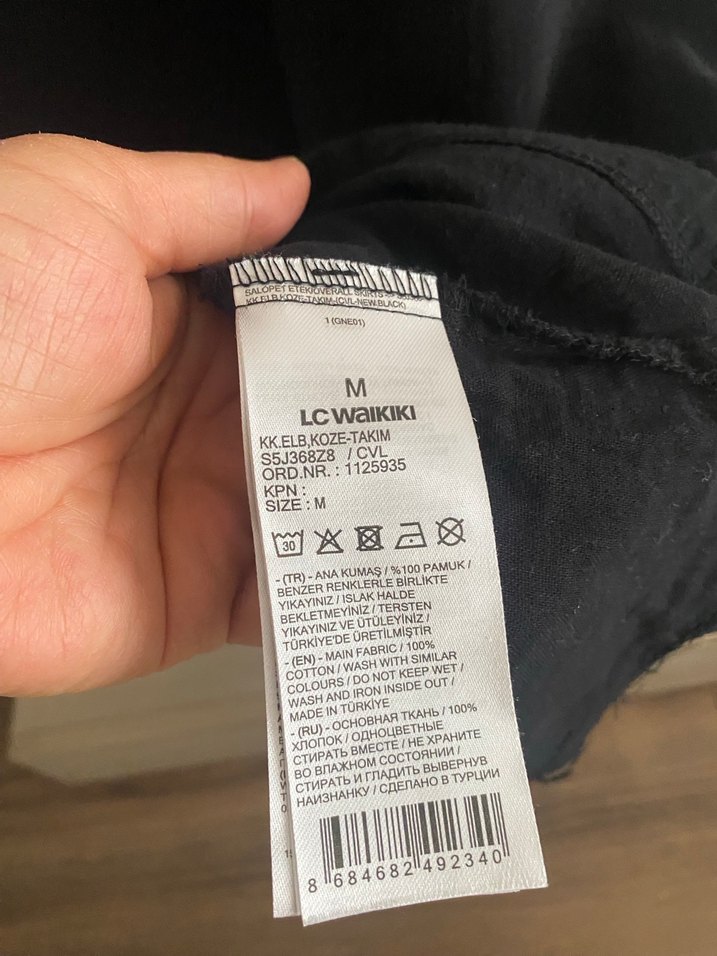 SALOPET ETEK/OVERALL SKIRTS
KK.ELB,KOZE-TAKIM-(CVL-NEW BLACK)
1 (GNE01)
M
LC WAIKIKI
KK.ELB,KOZE-TAKIM
S5J368Z8 / CVL
ORD.NR. : 1125935
KPN :
SIZE : M
30
- (TR) - ANA KUMAŞ / %100 PAMUK /
BENZER RENKLERLE BİRLİKTE
YIKAYINIZ / ISLAK HALDE
BEKLETMEYİNİZ / TERSTEN
YIKAYINIZ VE ÜTÜLEYİNİZ /
TÜRKİYE'DE ÜRETİLMİŞTİR
- (EN) - MAIN FABRIC / 100%
COTTON / WASH WITH SIMILAR
COLOURS / DO NOT KEEP WET /
WASH AND IRON INSIDE OUT /
MADE IN TÜRKİYE
- (RU) - ОСНОВНАЯ ТКАНЬ / 100%
ХЛОПОК / ОДНОЦВЕТНЫЕ
СТИРАТЬ ВМЕСТЕ / НЕ ХРАНИТЕ
ВО ВЛАЖНОМ СОСТОЯНИИ /
СТИРАТЬ И ГЛАДИТЬ ВЫВЕРНУВ
НАИЗНАНКУ / СДЕЛАНО В ТУРЦИИ
8 684682 492340